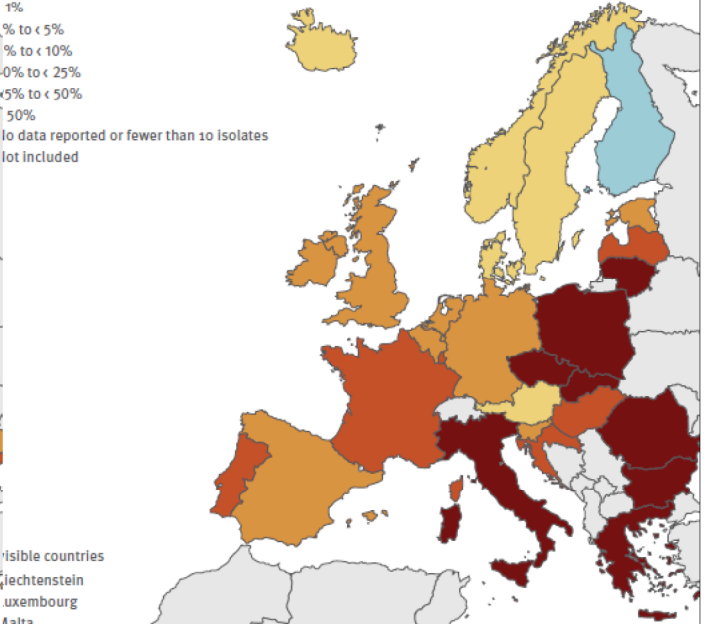 1%
% to < 5%
% to < 10%
0% to < 25%
5% to < 50%
50%
lo data reported or fewer than 10 isolates
lot included
isible countries
iechtenstein
uxembourg
Malta